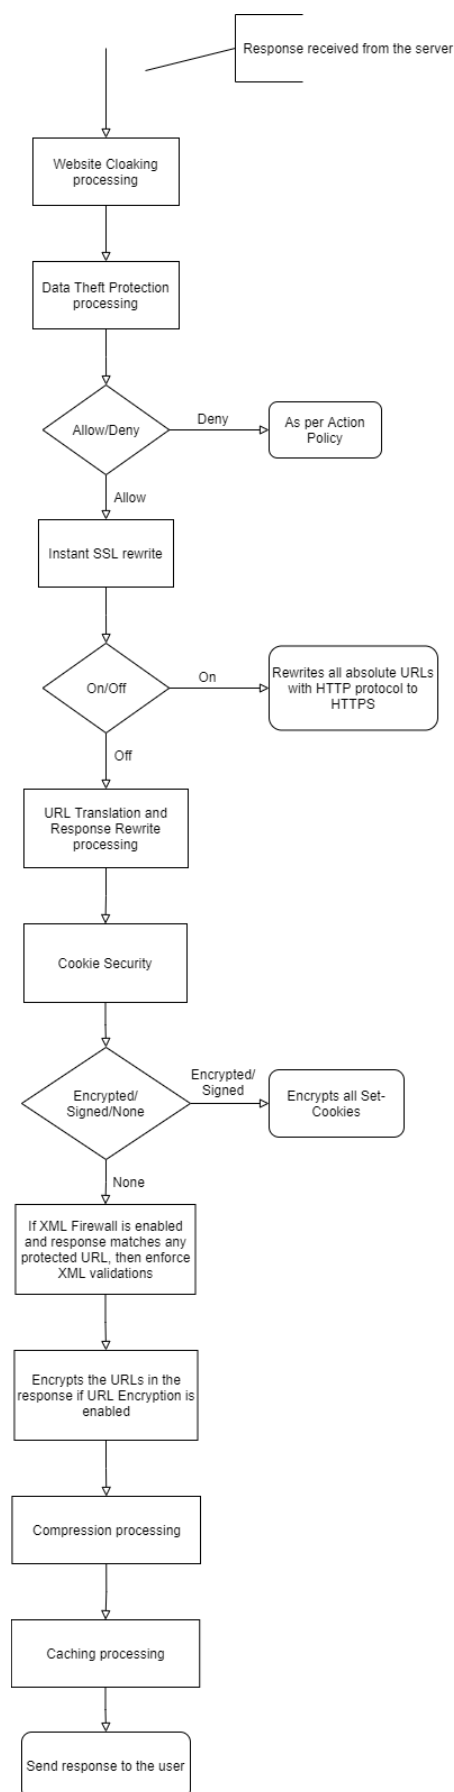 Response received from the server
Website Cloaking
processing
Data Theft Protection
processing
Allow/Deny
Deny
As per Action
Policy
Allow
Instant SSL rewrite
On/Off
On
Rewrites all absolute URLs
with HTTP protocol to
HTTPS
Off
URL Translation and
Response Rewrite
processing
Cookie Security
Encrypted/
Signed/None
Encrypted/
Signed
Encrypts all Set-
Cookies
None
If XML Firewall is enabled
and response matches any
protected URL, then enforce
XML validations
Encrypts the URLs in the
response if URL Encryption is
enabled
Compression processing
Caching processing
Send response to the user